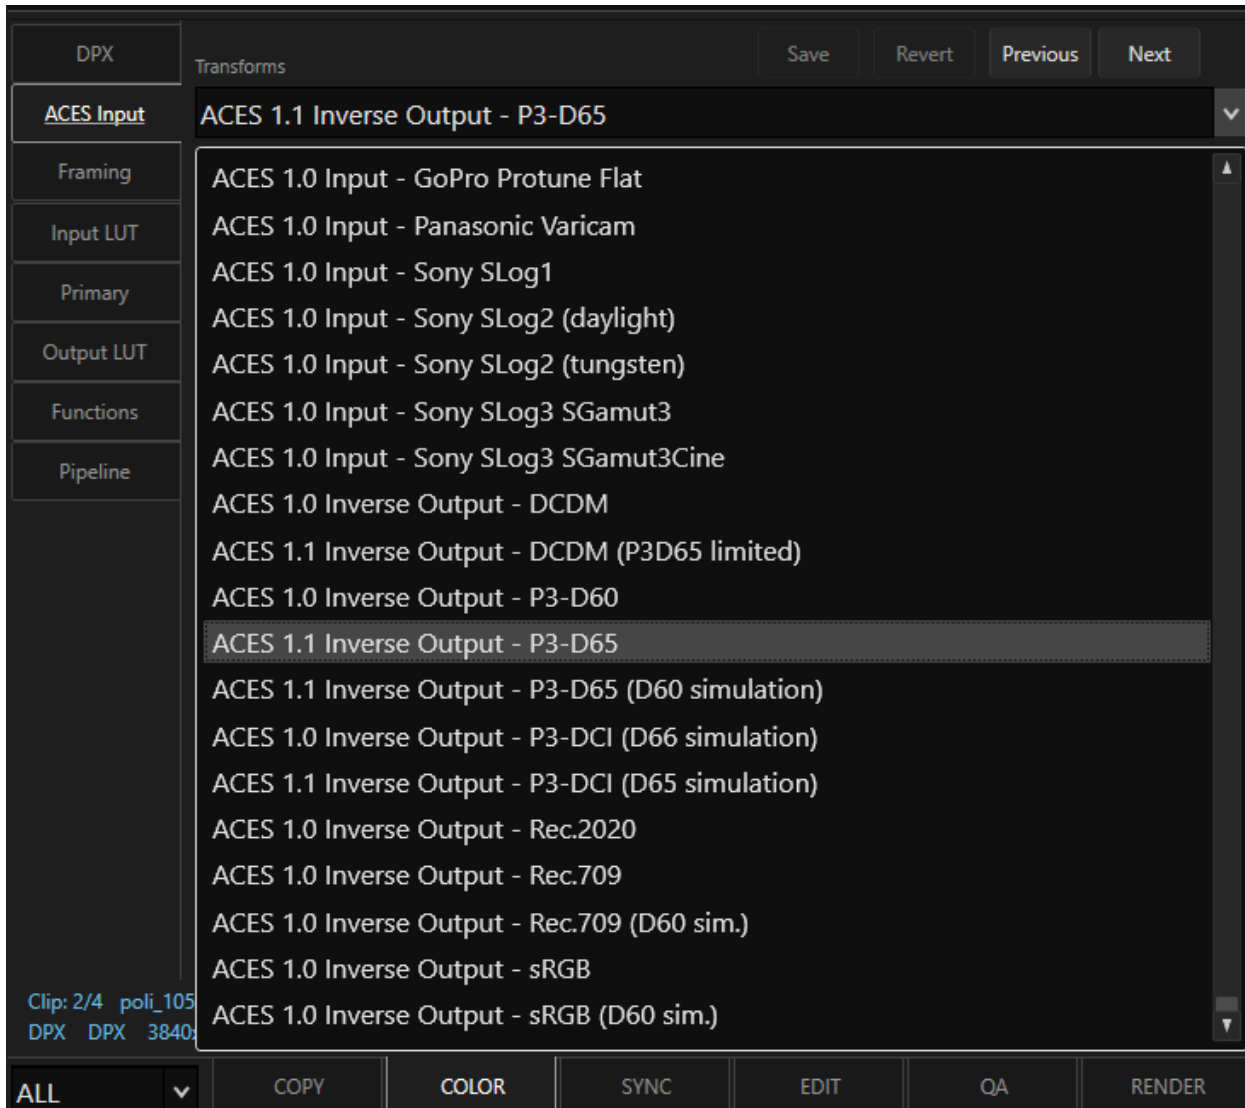 DPX
Transforms
Save Revert Previous Next
ACES Input
ACES 1.1 Inverse Output - P3-D65
Framing
Input LUT
Primary
Output LUT
Functions
Pipeline
ACES 1.0 Input - GoPro Protune Flat
ACES 1.0 Input - Panasonic Varicam
ACES 1.0 Input - Sony SLog1
ACES 1.0 Input - Sony SLog2 (daylight)
ACES 1.0 Input - Sony SLog2 (tungsten)
ACES 1.0 Input - Sony SLog3 SGamut3
ACES 1.0 Input - Sony SLog3 SGamut3Cine
ACES 1.0 Inverse Output - DCDM
ACES 1.1 Inverse Output - DCDM (P3D65 limited)
ACES 1.0 Inverse Output - P3-D60
ACES 1.1 Inverse Output - P3-D65
ACES 1.1 Inverse Output - P3-D65 (D60 simulation)
ACES 1.0 Inverse Output - P3-DCI (D66 simulation)
ACES 1.1 Inverse Output - P3-DCI (D65 simulation)
ACES 1.0 Inverse Output - Rec.2020
ACES 1.0 Inverse Output - Rec.709
ACES 1.0 Inverse Output - Rec.709 (D60 sim.)
ACES 1.0 Inverse Output - sRGB
ACES 1.0 Inverse Output - sRGB (D60 sim.)
Clip: 2/4 poli_105
DPX DPX 3840
ALL COPY COLOR SYNC EDIT QA RENDER